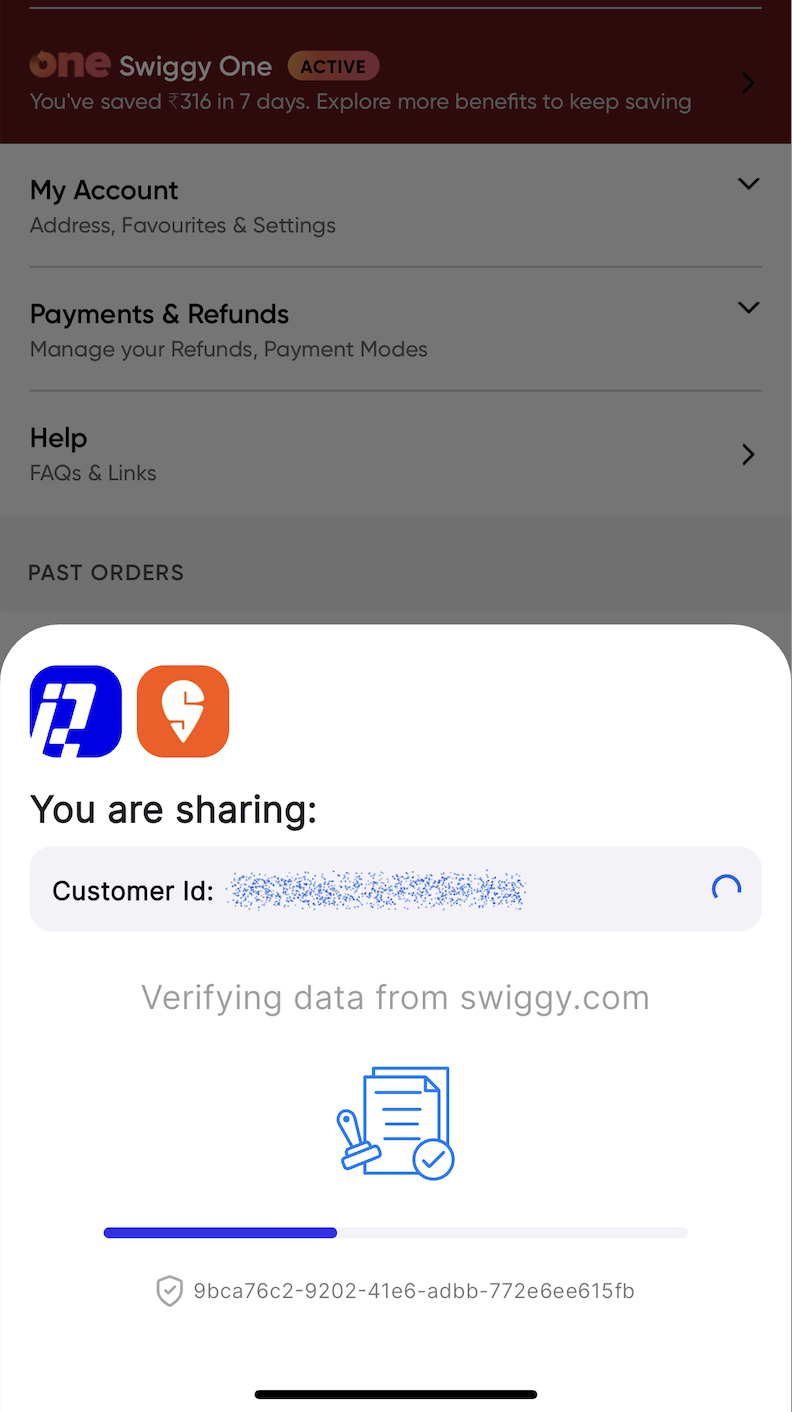 one Swiggy One ACTIVE
You've saved ₹316 in 7 days. Explore more benefits to keep saving
My Account
Address, Favourites & Settings
Payments & Refunds
Manage your Refunds, Payment Modes
Help
FAQs & Links
PAST ORDERS
You are sharing:
Customer Id:
Verifying data from swiggy.com
9bca76c2-9202-41e6-adbb-772e6ee615fb